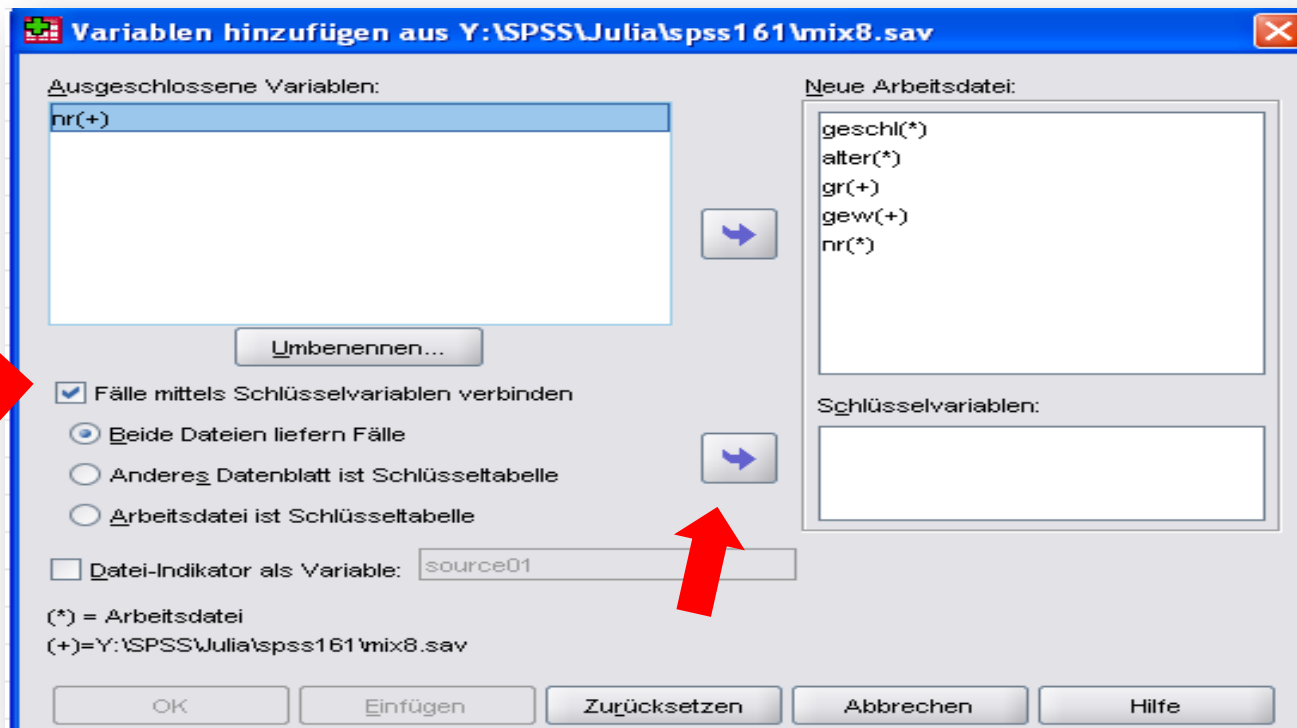 Variablen hinzufügen aus Y:\SPSS\Julia\spss161\mix8.sav
Ausgeschlossene Variablen:
nr(+)
Umbenennen...
Fälle mittels Schlüsselvariablen verbinden
Beide Dateien liefern Fälle
Anderes Datenblatt ist Schlüsseltabelle
Arbeitsdatei ist Schlüsseltabelle
Datei-Indikator als Variable: source01
Neue Arbeitsdatei:
geschl(*)
alter(*)
gr(+)
gew(+)
nr(*)
Schlüsselvariablen:
(*) = Arbeitsdatei
(+)=Y:\SPSS\Julia\spss161\mix8.sav
OK Einfügen Zurücksetzen Abbrechen Hilfe